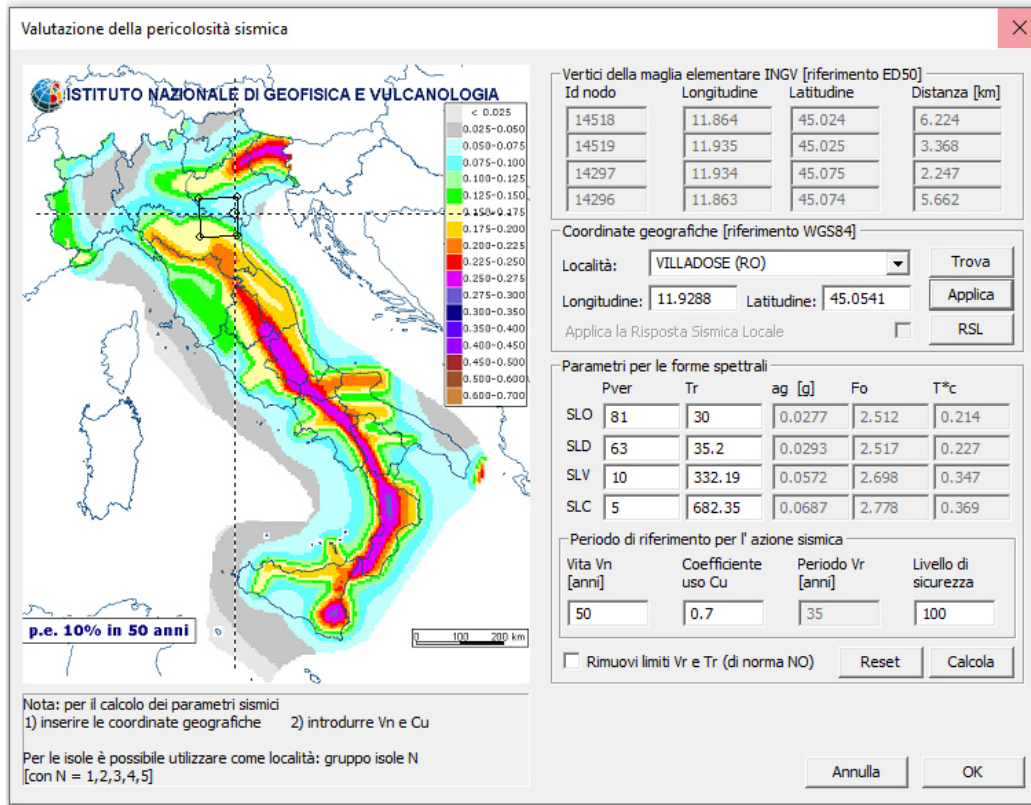 Valutazione della pericolosità sismica
ISTITUTO NAZIONALE DI GEOFISICA E VULCANOLOGIA
< 0.025
0.025-0.050
0.050-0.075
0.075-0.100
0.100-0.125
0.125-0.150
0.150-0.175
0.175-0.200
0.200-0.225
0.225-0.250
0.250-0.275
0.275-0.300
0.300-0.350
0.350-0.400
0.400-0.450
0.450-0.500
0.500-0.600
0.600-0.700
p.e. 10% in 50 anni
0 100 200 km
Nota: per il calcolo dei parametri sismici
1) inserire le coordinate geografiche 2) introdurre Vn e Cu
Per le isole è possibile utilizzare come località: gruppo isole N
[con N = 1,2,3,4,5]
Vertici della maglia elementare INGV [riferimento ED50]
Id nodo Longitudine Latitudine Distanza [km]
14518 11.864 45.024 6.224
14519 11.935 45.025 3.368
14297 11.934 45.075 2.247
14296 11.863 45.074 5.662
Coordinate geografiche [riferimento WGS84]
Località: VILLADOSE (RO) Trova
Longitudine: 11.9288 Latitudine: 45.0541 Applica
Applica la Risposta Sismica Locale RSL
Parametri per le forme spettrali
Pver Tr ag [g] Fo T*c
SLO 81 30 0.0277 2.512 0.214
SLD 63 35.2 0.0293 2.517 0.227
SLV 10 332.19 0.0572 2.698 0.347
SLC 5 682.35 0.0687 2.778 0.369
Periodo di riferimento per l' azione sismica
Vita Vn [anni] Coefficiente uso Cu Periodo Vr [anni] Livello di sicurezza
50 0.7 35 100
Rimuovi limiti Vr e Tr (di norma NO) Reset Calcola
Annulla OK